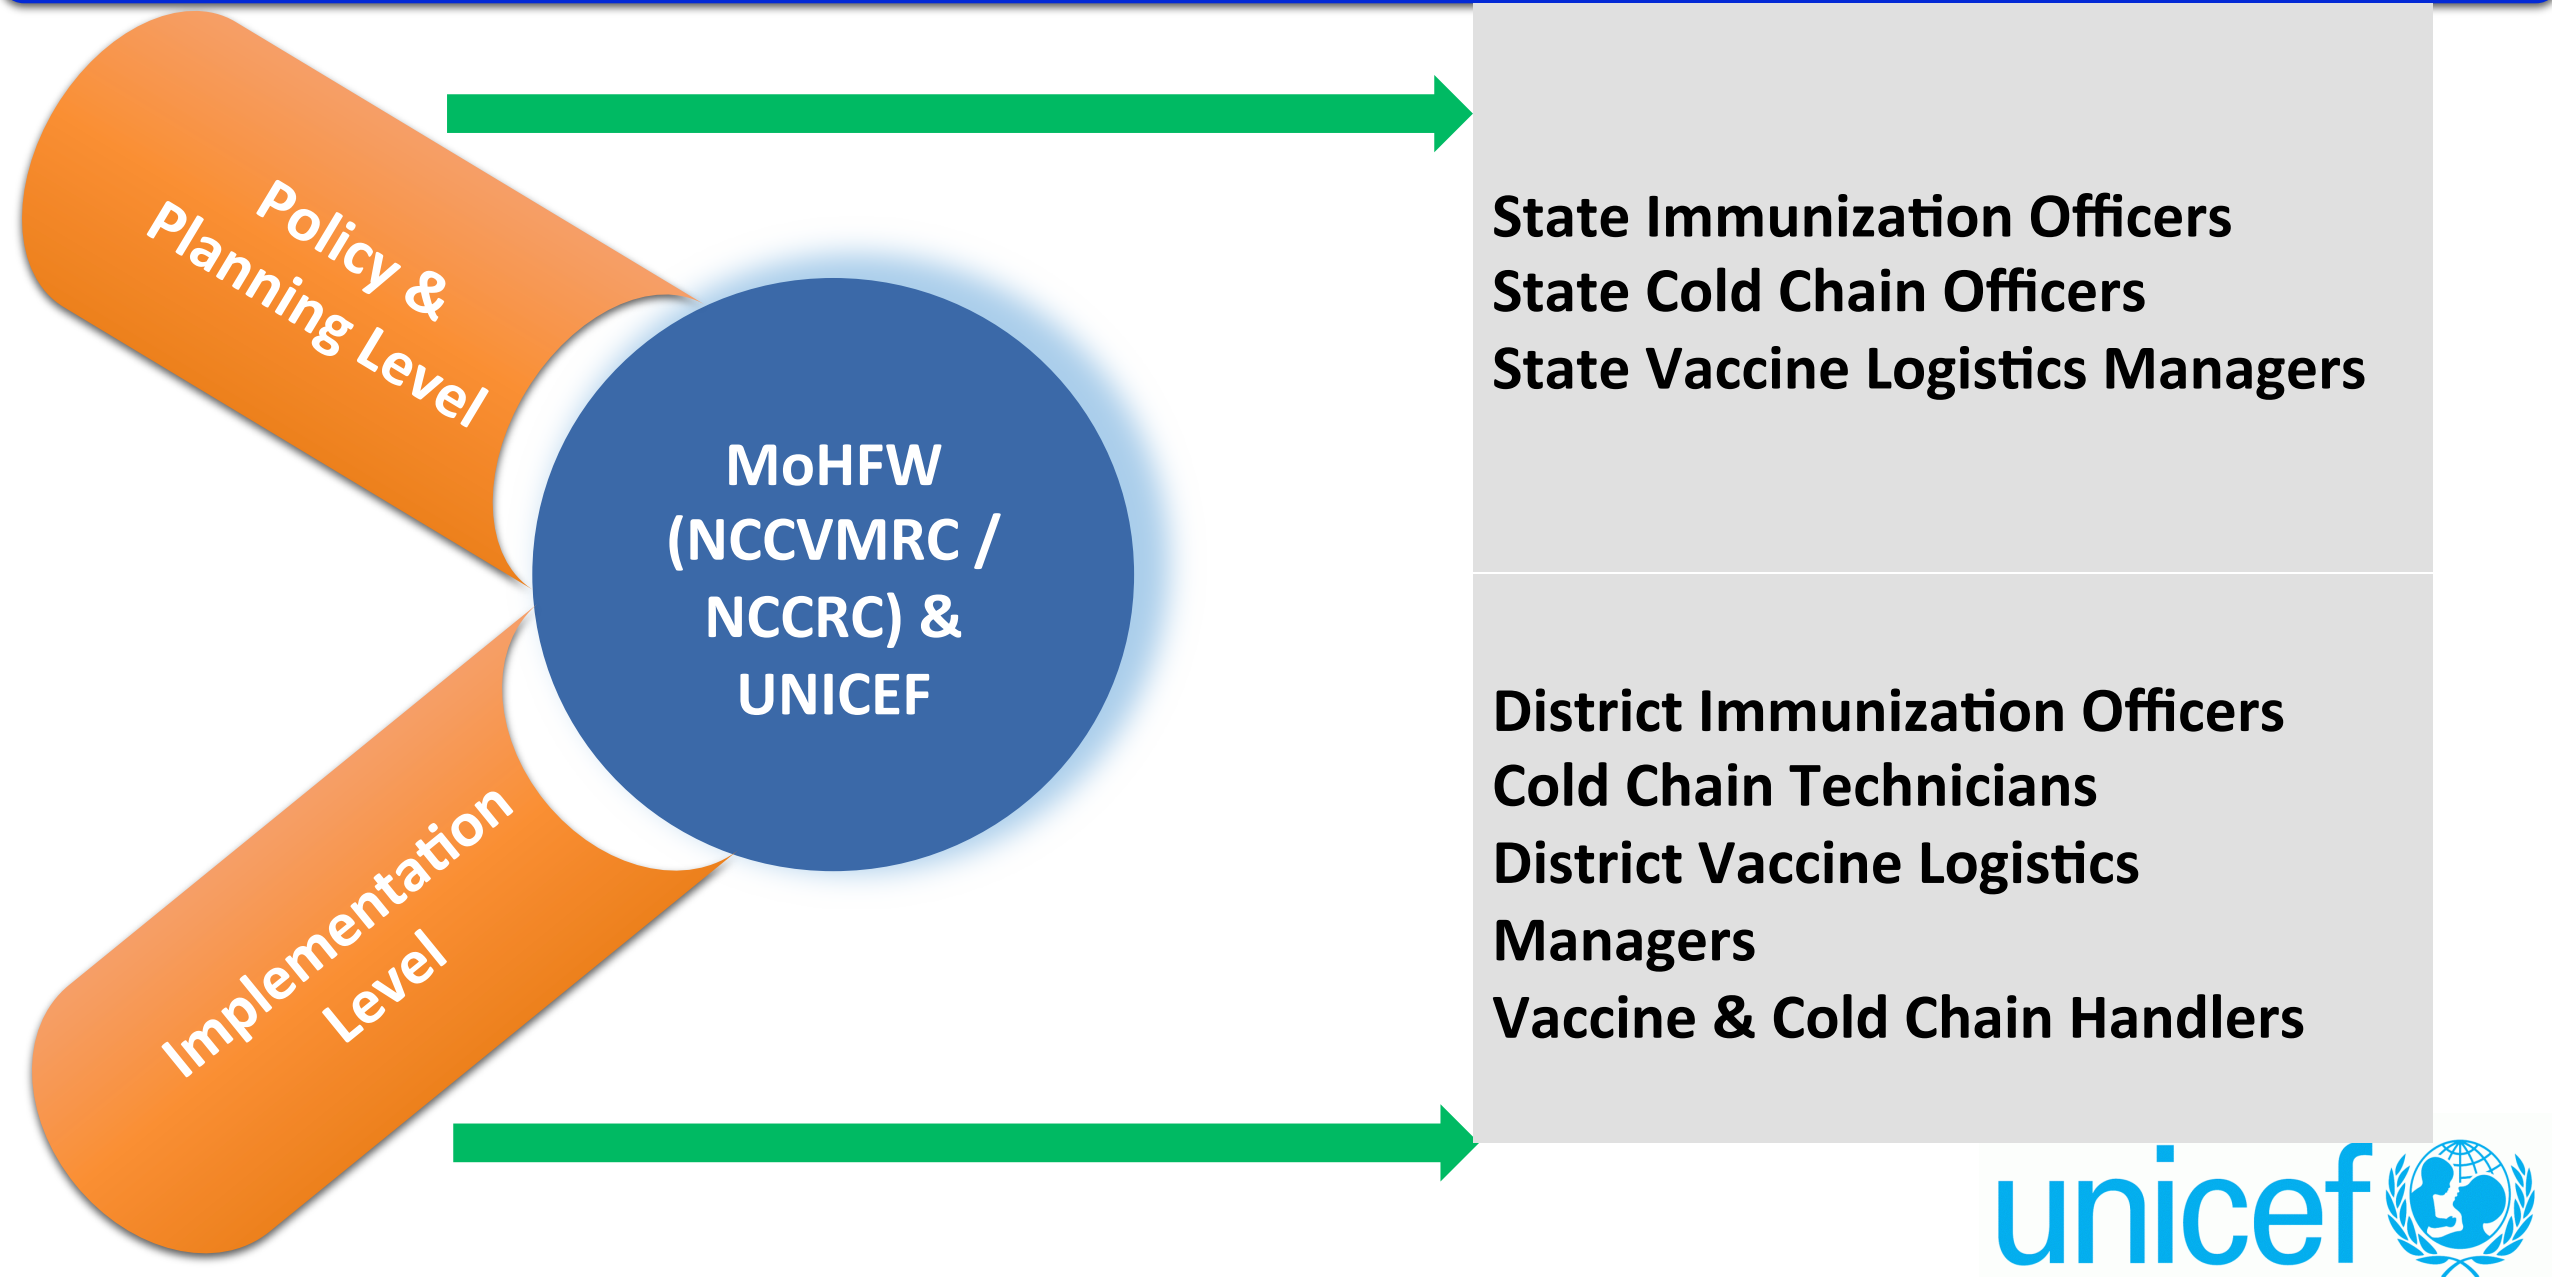 Policy &
Planning Level
MoHFW
(NCCVMRC /
NCCRC) &
UNICEF
Implementation
Level
State Immunization Officers
State Cold Chain Officers
State Vaccine Logistics Managers
District Immunization Officers
Cold Chain Technicians
District Vaccine Logistics
Managers
Vaccine & Cold Chain Handlers
unicef